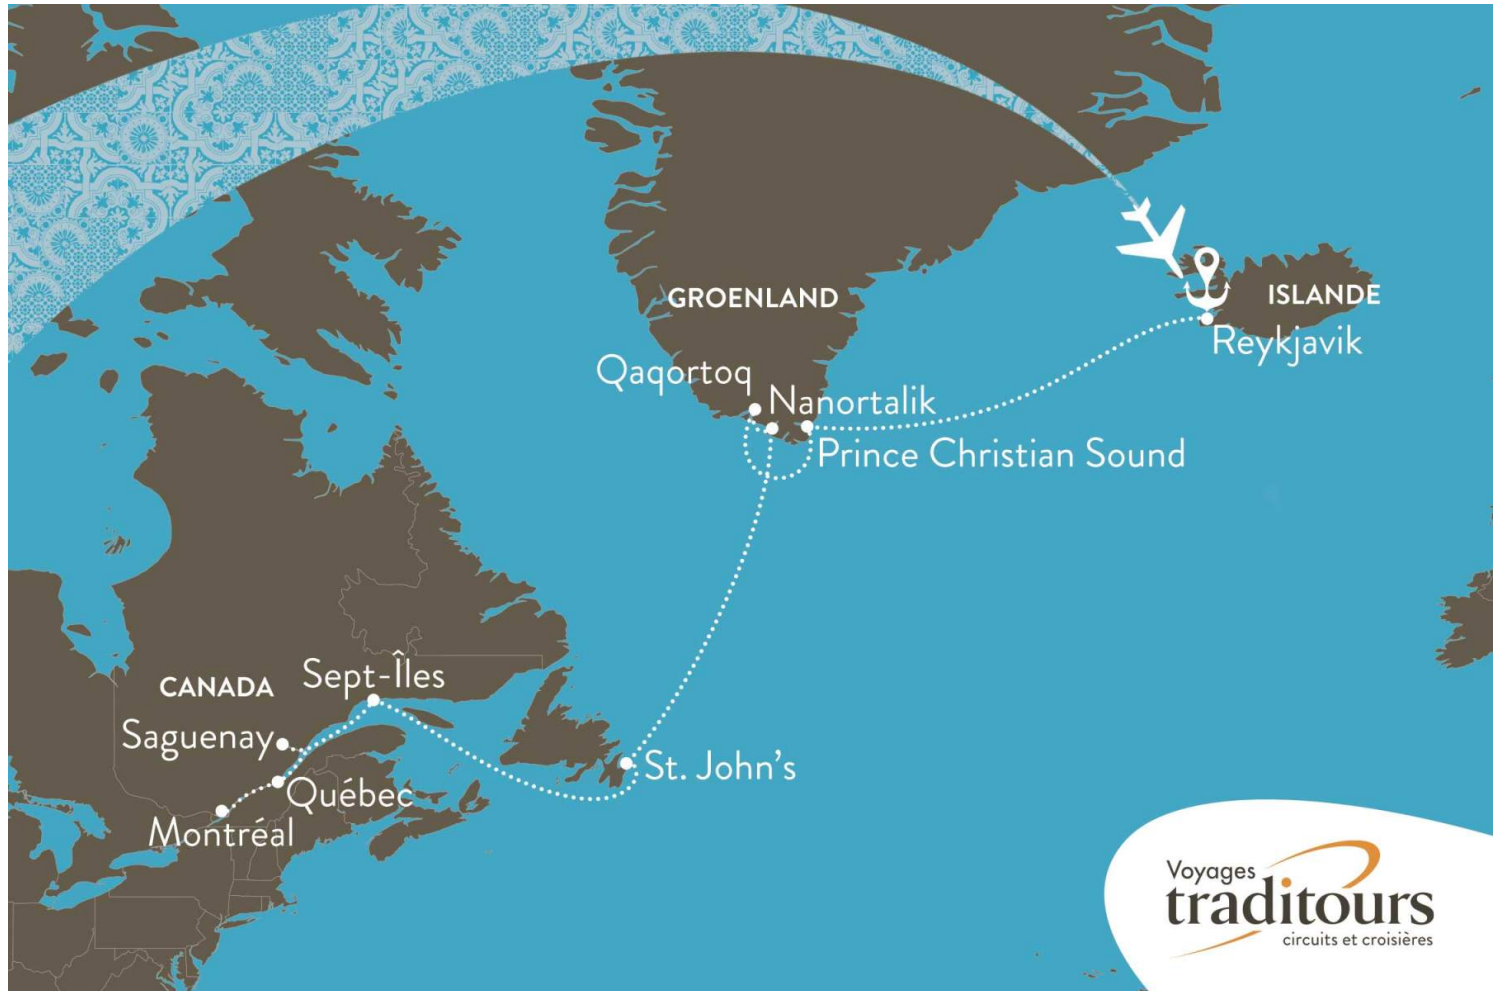 GROENLAND
ISLANDE
Reykjavik
Qaqortoq
Nanortalik
Prince Christian Sound
CANADA
Sept-Îles
Saguenay
St. John's
Québec
Montréal
Voyages
traditours
circuits et croisières